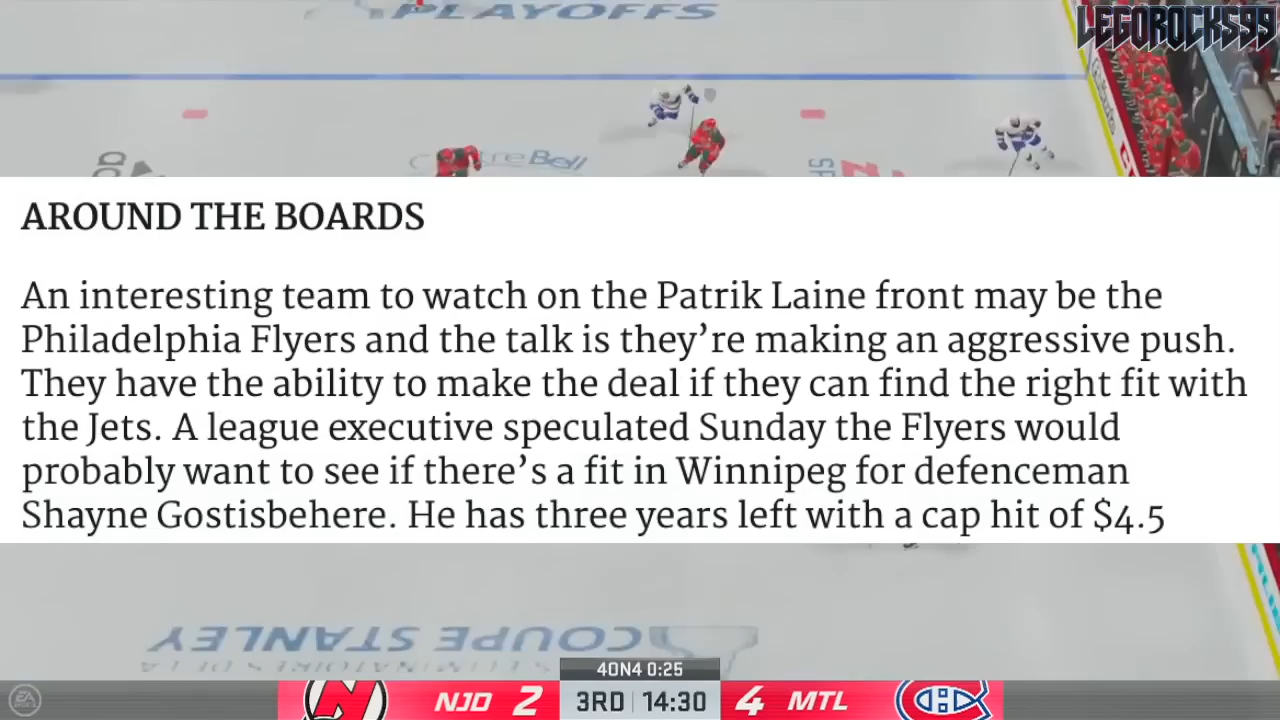 PLAYOFFS
LEGOROCKS99
Centre Bell
AROUND THE BOARDS
An interesting team to watch on the Patrik Laine front may be the
Philadelphia Flyers and the talk is they’re making an aggressive push.
They have the ability to make the deal if they can find the right fit with
the Jets. A league executive speculated Sunday the Flyers would
probably want to see if there’s a fit in Winnipeg for defenceman
Shayne Gostisbehere. He has three years left with a cap hit of $4.5
COUPE STANLEY
4ON4 0:25
EA
NJD 2 3RD 14:30 4 MTL